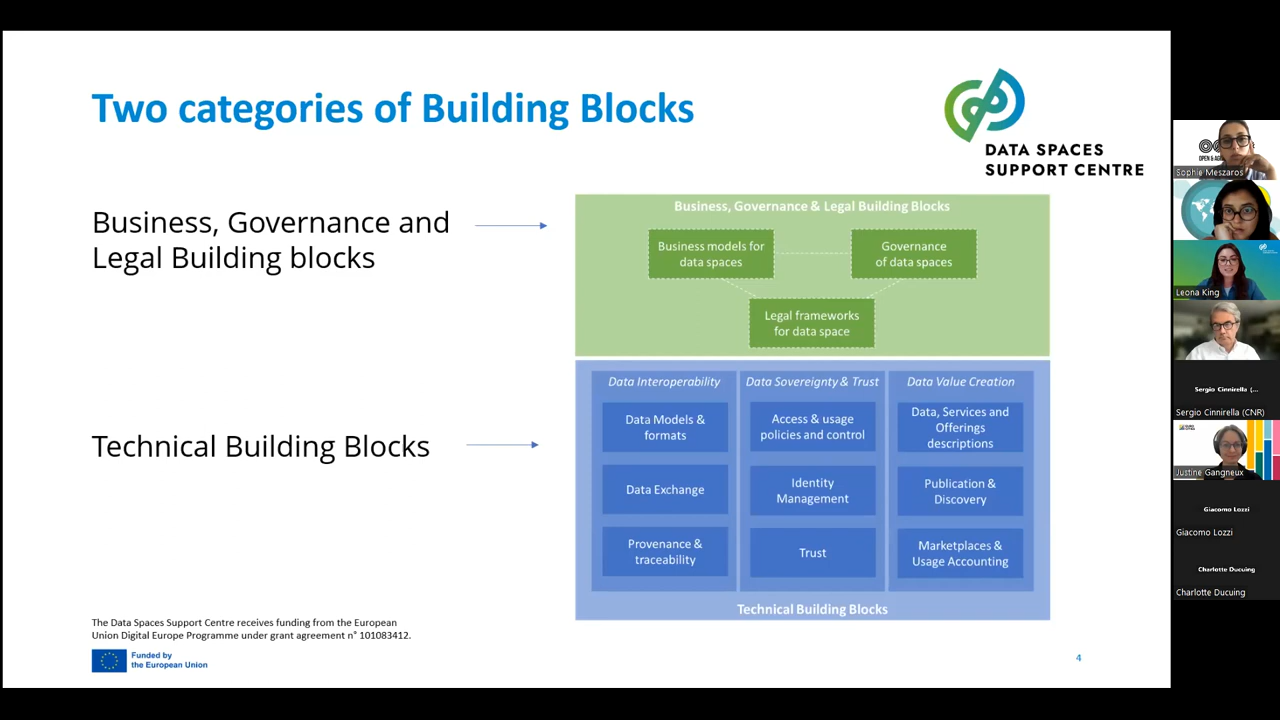 Two categories of Building Blocks
DATA SPACES
SUPPORT CENTRE
Business, Governance and
Legal Building blocks
Business, Governance & Legal Building Blocks
Business models for
data spaces
Governance
of data spaces
Legal frameworks
for data space
Technical Building Blocks
Data Interoperability
Data Models &
formats
Data Exchange
Provenance &
traceability
Data Sovereignty & Trust
Access & usage
policies and control
Identity
Management
Trust
Data Value Creation
Data, Services and
Offerings
descriptions
Publication &
Discovery
Marketplaces &
Usage Accounting
Technical Building Blocks
The Data Spaces Support Centre receives funding from the European
Union Digital Europe Programme under grant agreement n° 101083412.
Funded by
the European Union
4
Sophie Meszaros
Leona King
Sergio Cinnirella (...
Sergio Cinnirella (CNR)
Justine Gangneux
Giacomo Lozzi
Giacomo Lozzi
Charlotte Ducuing
Charlotte Ducuing